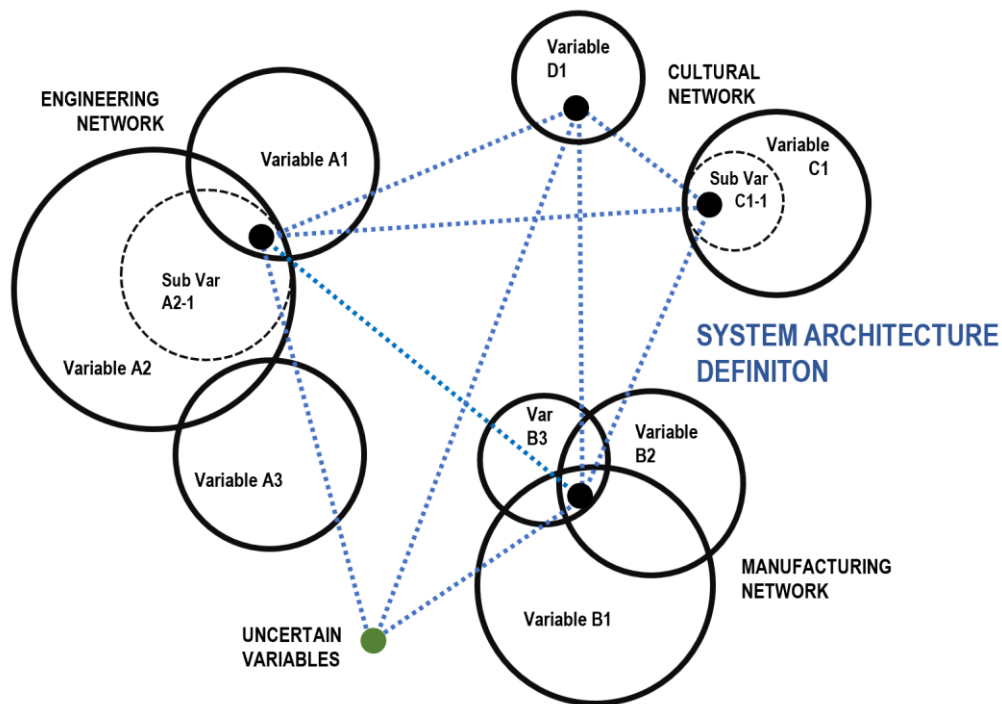 Variable
D1
CULTURAL
NETWORK
ENGINEERING
NETWORK
Variable A1
Variable
C1
Sub Var
C1-1
Sub Var
A2-1
SYSTEM ARCHITECTURE
DEFINITON
Variable A2
Var
B3
Variable
B2
Variable A3
MANUFACTURING
NETWORK
Variable B1
UNCERTAIN
VARIABLES